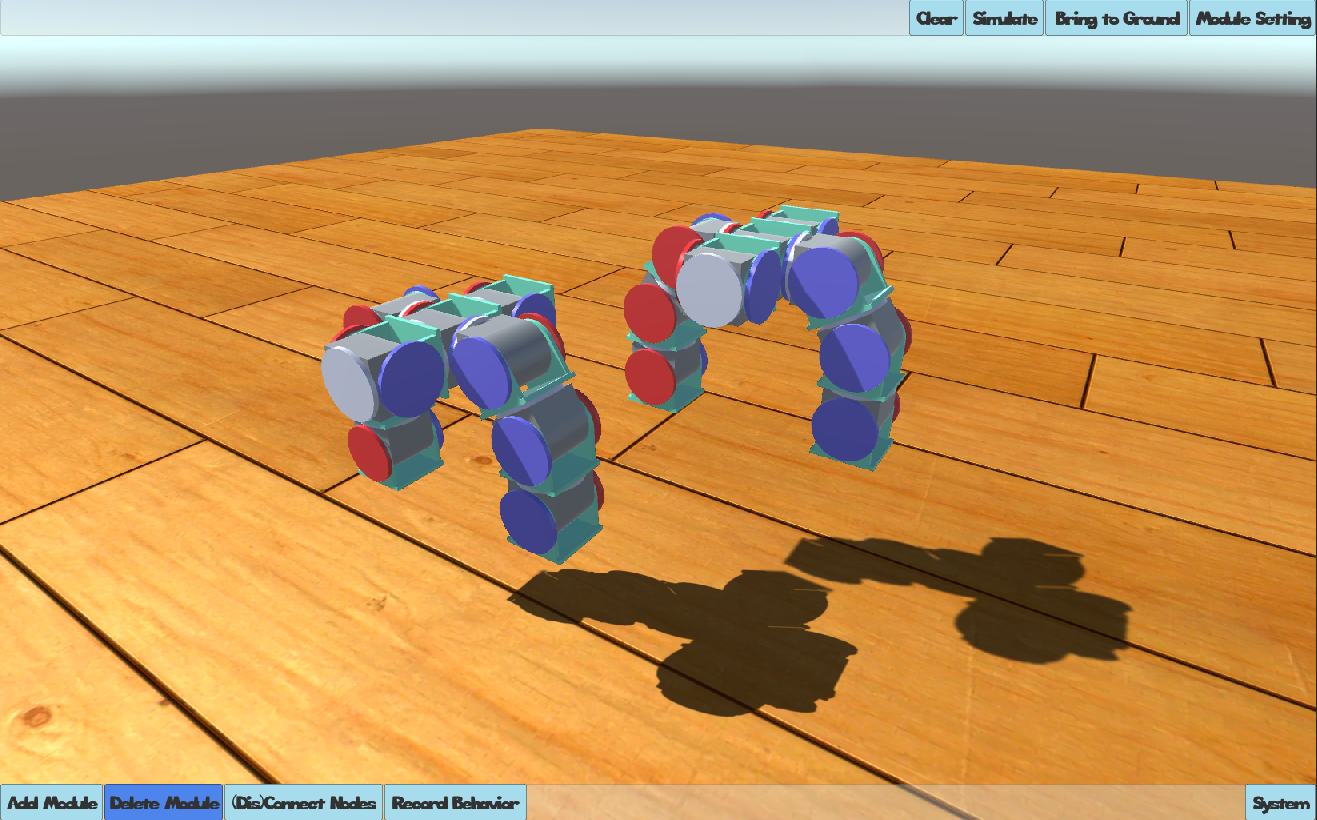 Clear Simulate Bring to Ground Module Setting
Add Module Delete Module (Dis)Connect Nodes Record Behavior System